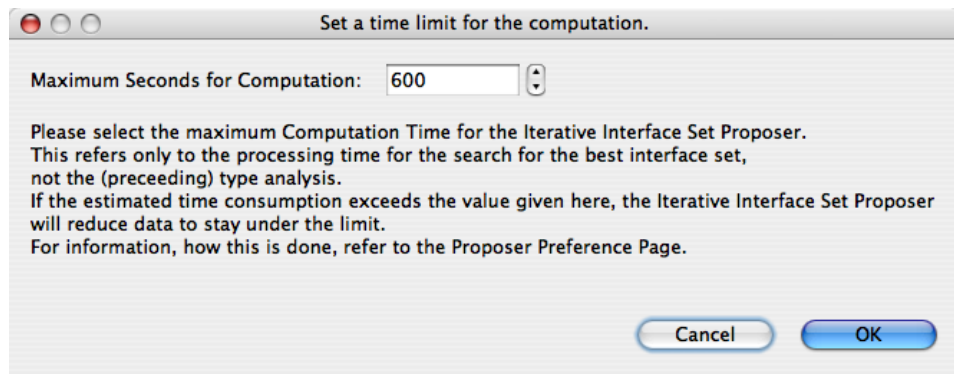 Set a time limit for the computation.
Maximum Seconds for Computation: 600
Please select the maximum Computation Time for the Iterative Interface Set Proposer.
This refers only to the processing time for the search for the best interface set,
not the (preceeding) type analysis.
If the estimated time consumption exceeds the value given here, the Iterative Interface Set Proposer
will reduce data to stay under the limit.
For information, how this is done, refer to the Proposer Preference Page.
Cancel OK